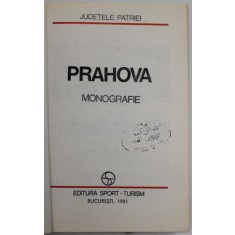 JUDEȚELE PATRIEI
PRAHOVA
MONOGRAFIE
EDITURA SPORT-TURISM
BUCUREȘTI, 1981